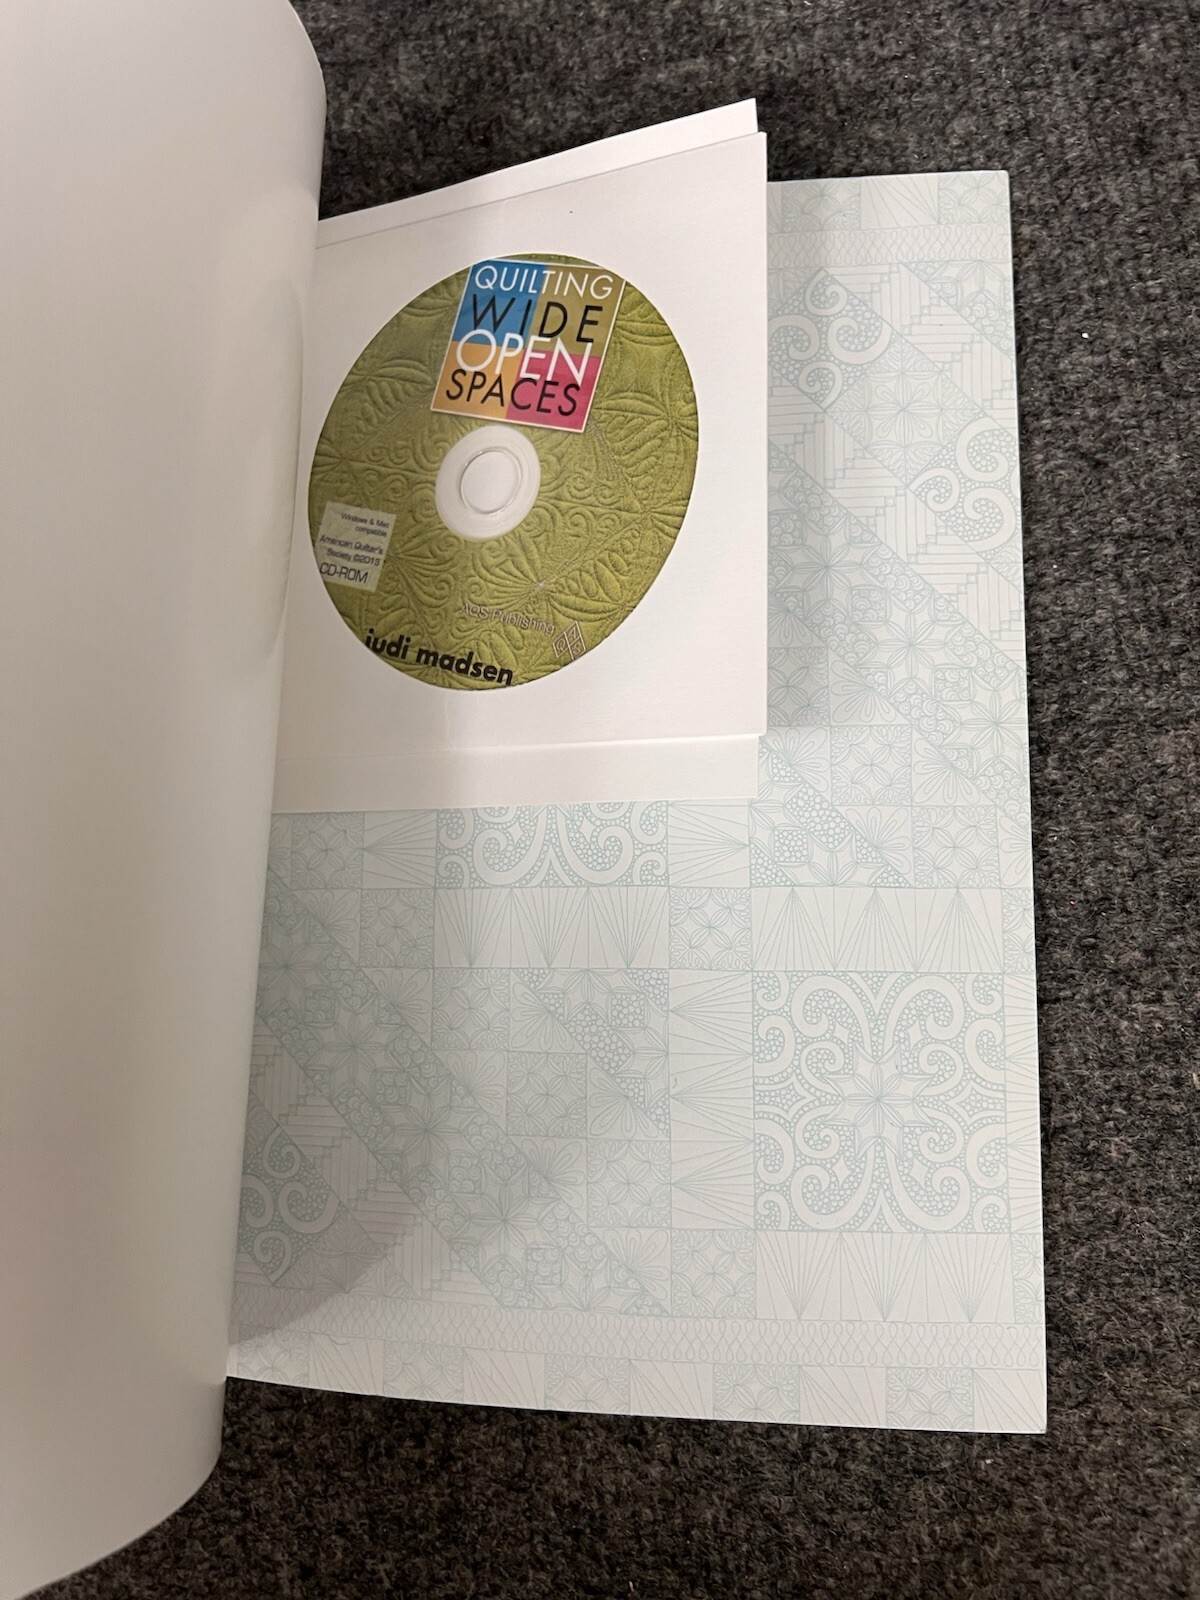 QUILTING
WIDE
OPEN
SPACES
Windows & Mac
compatible
American Quilter's
Society ©2013
CD-ROM
AQS Publishing
judi madsen